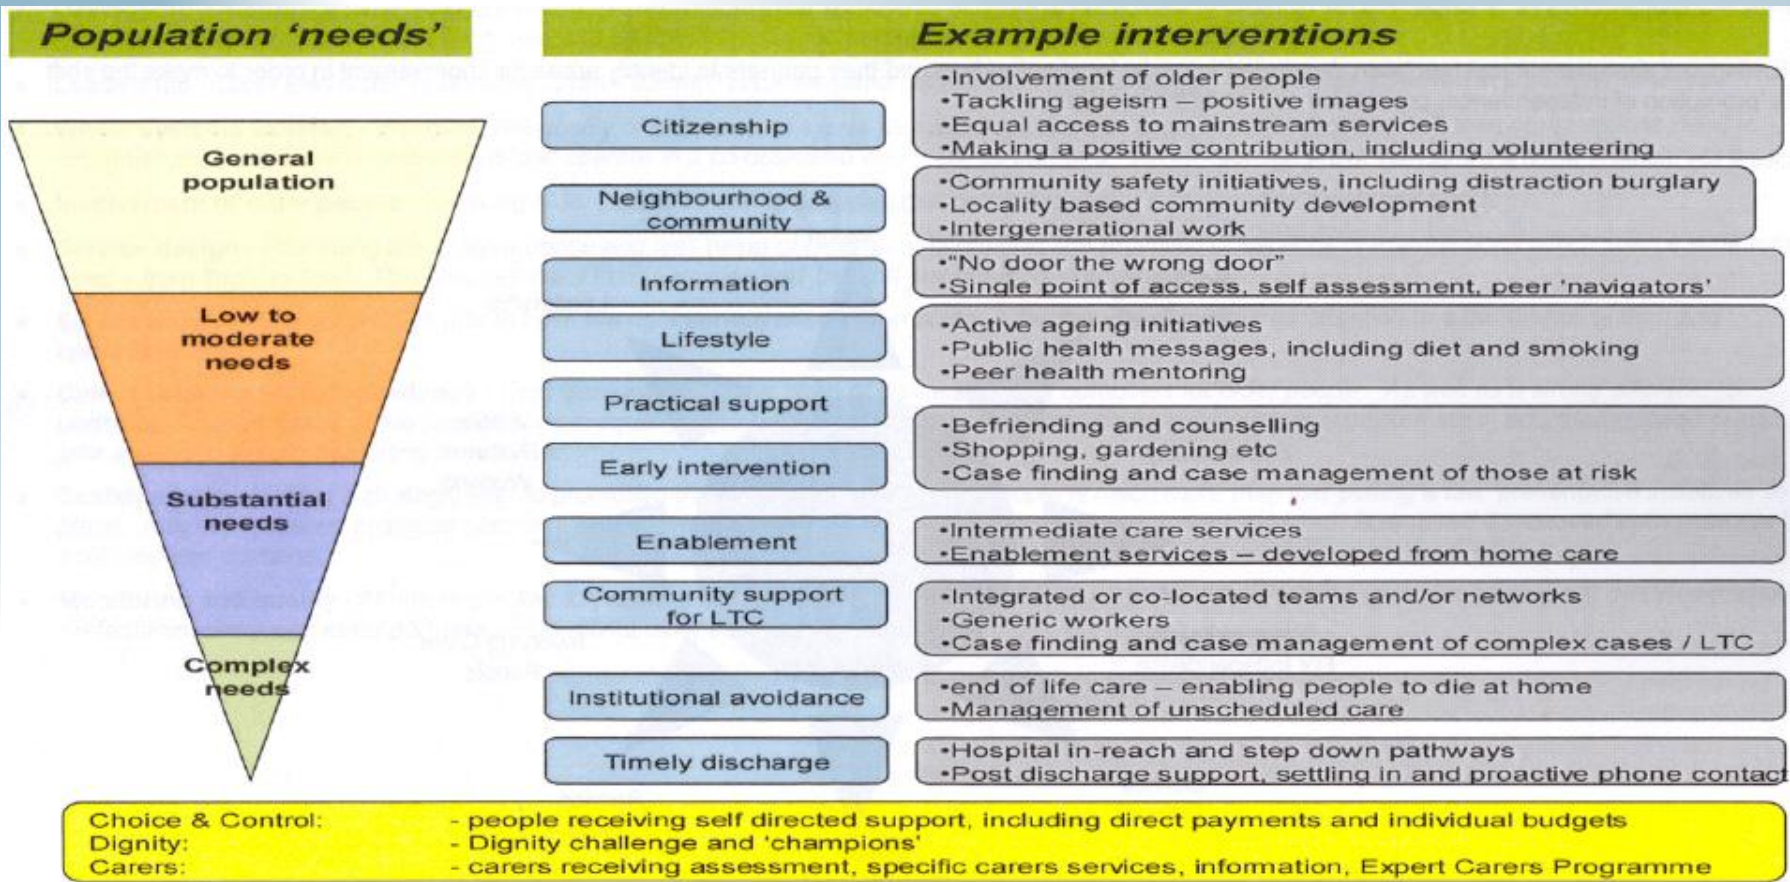 Population 'needs'
Example interventions
General
population
Low to
moderate
needs
Substantial
needs
Complex
needs
Citizenship
•Involvement of older people
•Tackling ageism – positive images
•Equal access to mainstream services
•Making a positive contribution, including volunteering
Neighbourhood &
community
•Community safety initiatives, including distraction burglary
•Locality based community development
•Intergenerational work
Information
•"No door the wrong door"
•Single point of access, self assessment, peer 'navigators'
Lifestyle
•Active ageing initiatives
•Public health messages, including diet and smoking
•Peer health mentoring
Practical support
Early intervention
•Befriending and counselling
•Shopping, gardening etc
•Case finding and case management of those at risk
Enablement
•Intermediate care services
•Enablement services – developed from home care
Community support
for LTC
•Integrated or co-located teams and/or networks
•Generic workers
•Case finding and case management of complex cases / LTC
Institutional avoidance
•end of life care – enabling people to die at home
•Management of unscheduled care
Timely discharge
•Hospital in-reach and step down pathways
•Post discharge support, settling in and proactive phone contact
Choice & Control: - people receiving self directed support, including direct payments and individual budgets
Dignity: - Dignity challenge and 'champions'
Carers: - carers receiving assessment, specific carers services, information, Expert Carers Programme